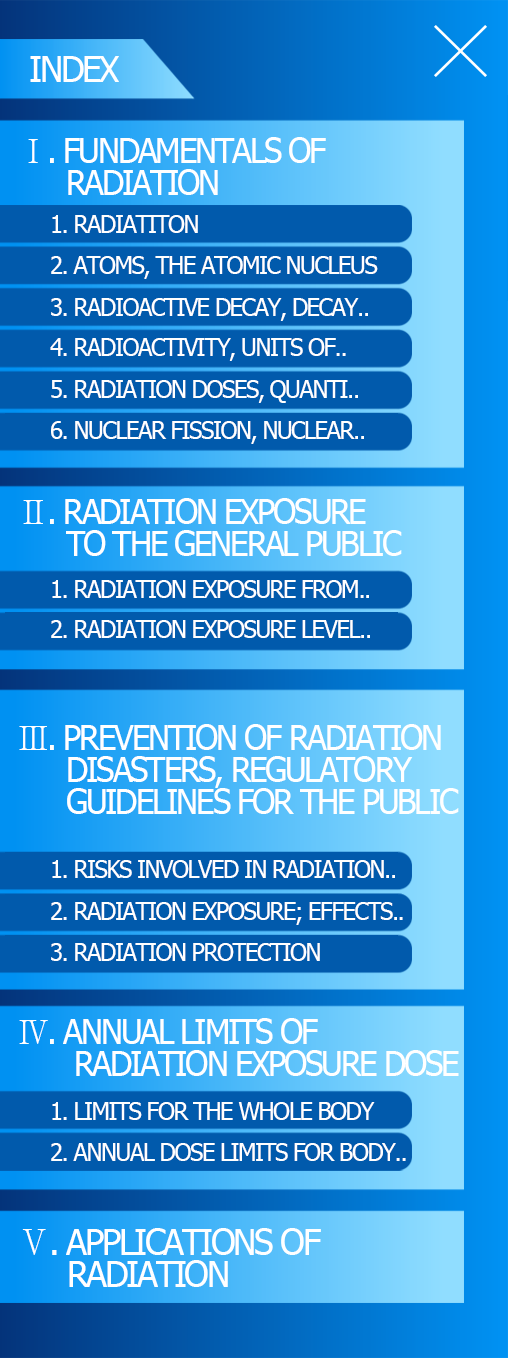 INDEX
Ⅰ. FUNDAMENTALS OF
RADIATION
1. RADIATITON
2. ATOMS, THE ATOMIC NUCLEUS
3. RADIOACTIVE DECAY, DECAY..
4. RADIOACTIVITY, UNITS OF..
5. RADIATION DOSES, QUANTI..
6. NUCLEAR FISSION, NUCLEAR..
Ⅱ. RADIATION EXPOSURE
TO THE GENERAL PUBLIC
1. RADIATION EXPOSURE FROM..
2. RADIATION EXPOSURE LEVEL..
Ⅲ. PREVENTION OF RADIATION
DISASTERS, REGULATORY
GUIDELINES FOR THE PUBLIC
1. RISKS INVOLVED IN RADIATION..
2. RADIATION EXPOSURE; EFFECTS..
3. RADIATION PROTECTION
Ⅳ. ANNUAL LIMITS OF
RADIATION EXPOSURE DOSE
1. LIMITS FOR THE WHOLE BODY
2. ANNUAL DOSE LIMITS FOR BODY..
Ⅴ. APPLICATIONS OF
RADIATION